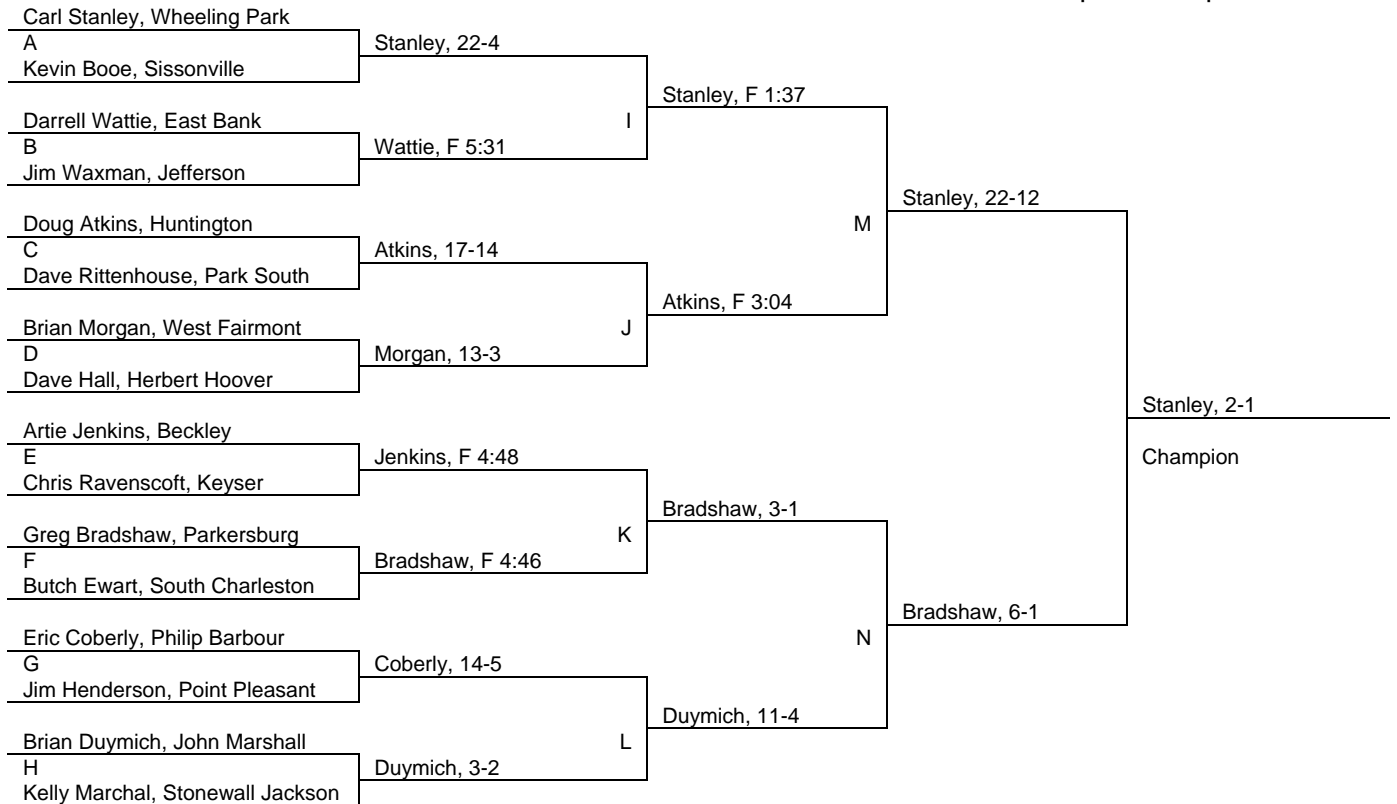 Carl Stanley, Wheeling Park
A
Stanley, 22-4
Kevin Booe, Sissonville
Stanley, F 1:37
Darrell Wattie, East Bank
I
B
Wattie, F 5:31
Jim Waxman, Jefferson
Stanley, 22-12
Doug Atkins, Huntington
M
C
Atkins, 17-14
Dave Rittenhouse, Park South
Atkins, F 3:04
Brian Morgan, West Fairmont
J
D
Morgan, 13-3
Dave Hall, Herbert Hoover
Stanley, 2-1
Artie Jenkins, Beckley
E
Jenkins, F 4:48
Champion
Chris Ravenscoft, Keyser
Bradshaw, 3-1
Greg Bradshaw, Parkersburg
K
F
Bradshaw, F 4:46
Butch Ewart, South Charleston
Bradshaw, 6-1
Eric Coberly, Philip Barbour
N
G
Coberly, 14-5
Jim Henderson, Point Pleasant
Duymich, 11-4
Brian Duymich, John Marshall
L
H
Duymich, 3-2
Kelly Marchal, Stonewall Jackson